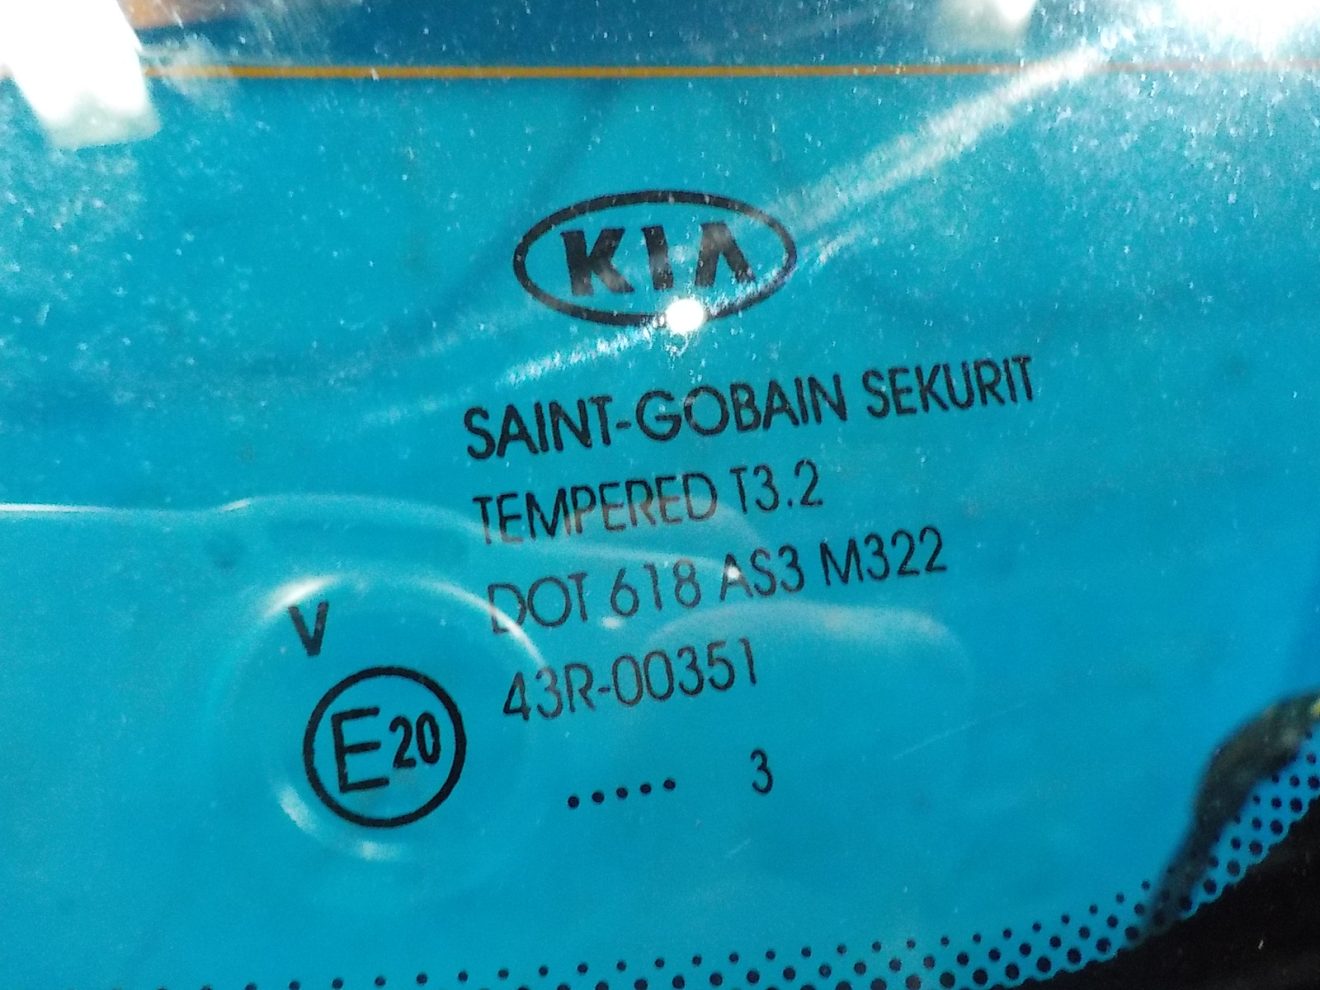 KIA
SAINT-GOBAIN SEKURIT
TEMPERED T3.2
DOT 618 AS3 M322
43R-00351
V
E20
..... 3